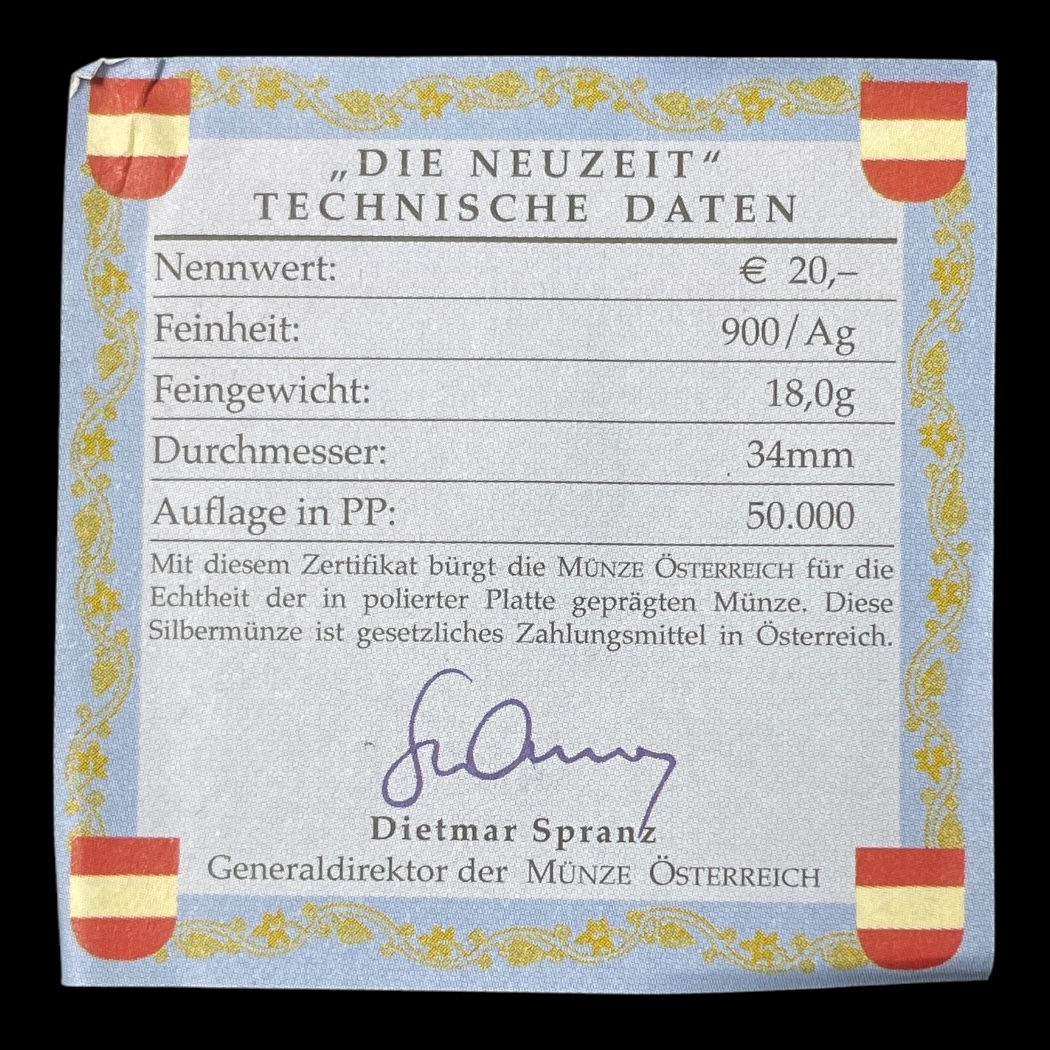 „DIE NEUZEIT“
TECHNISCHE DATEN
Nennwert: € 20,–
Feinheit: 900/Ag
Feingewicht: 18,0g
Durchmesser: 34mm
Auflage in PP: 50.000
Mit diesem Zertifikat bürgt die MÜNZE ÖSTERREICH für die
Echtheit der in polierter Platte geprägten Münze. Diese
Silbermünze ist gesetzliches Zahlungsmittel in Österreich.
Dietmar Spranz
Generaldirektor der MÜNZE ÖSTERREICH